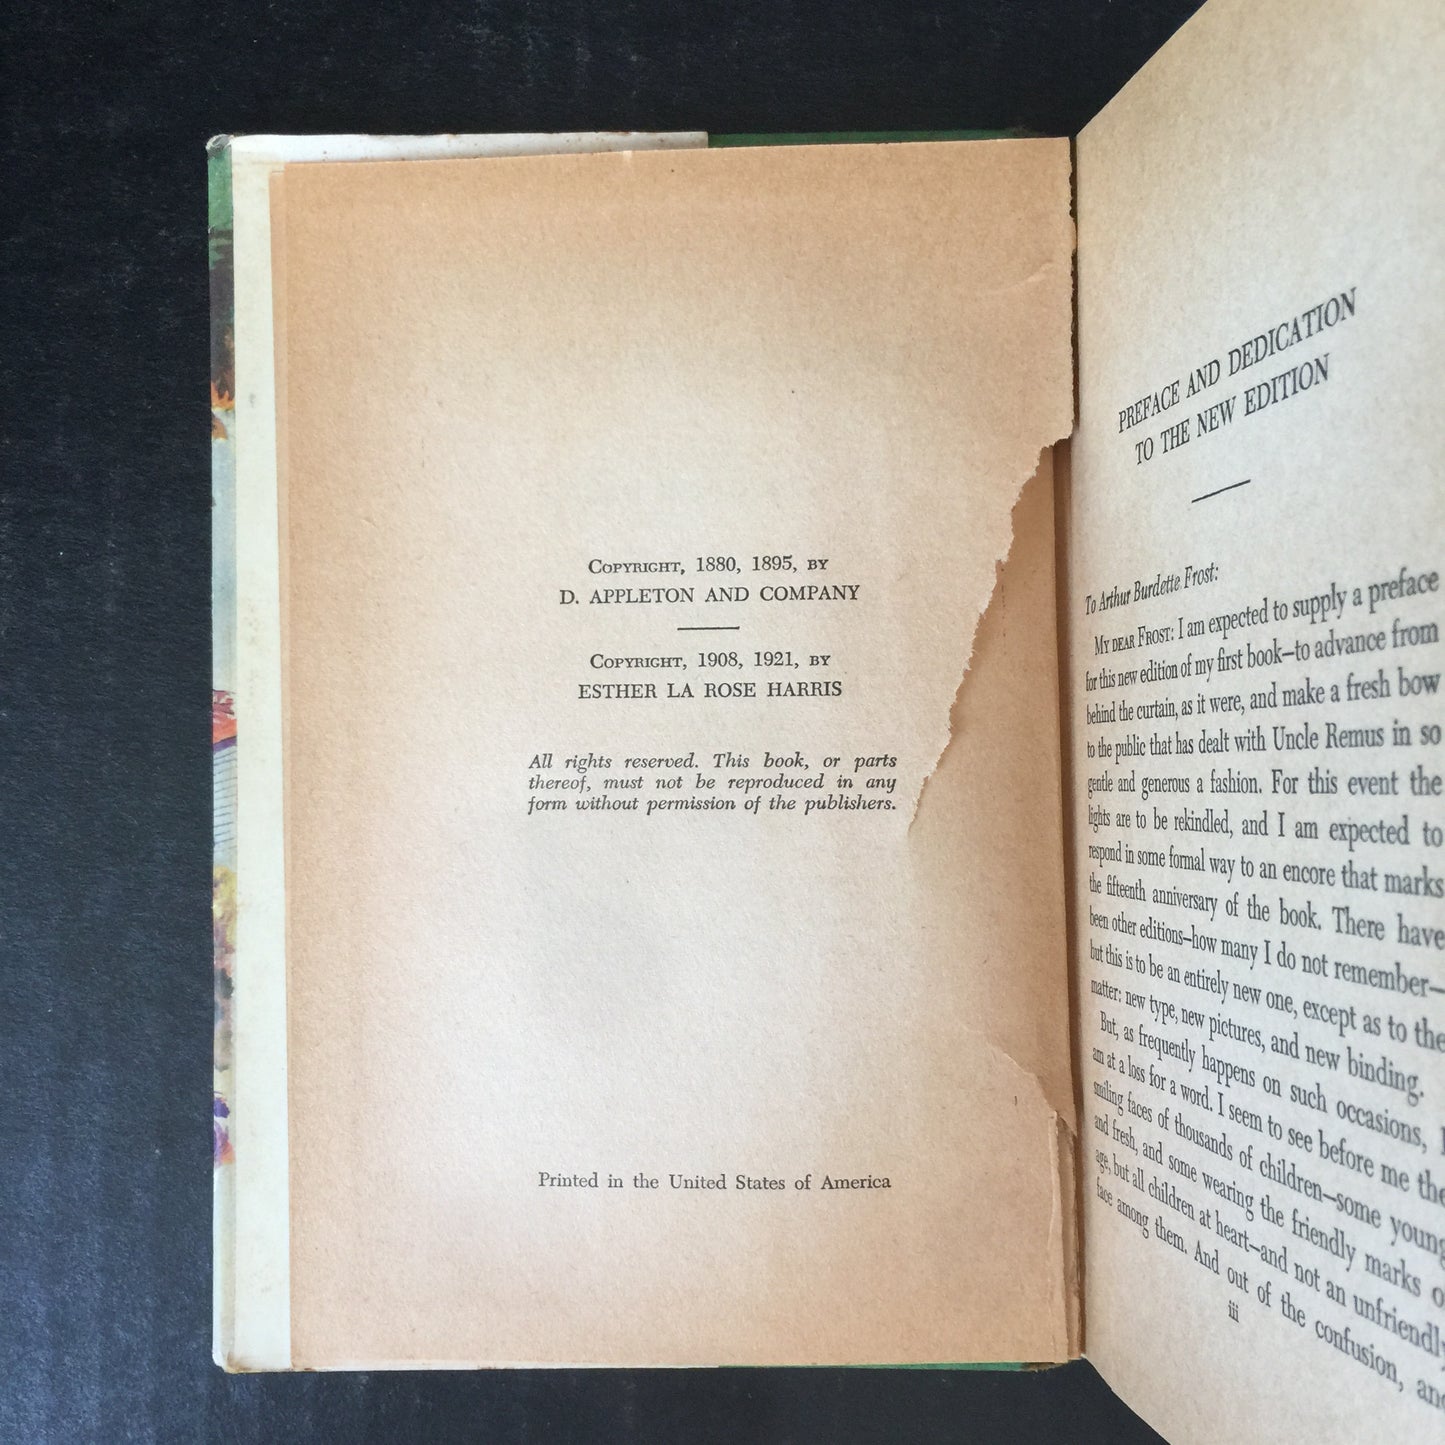 Copyright, 1880, 1895, by
D. APPLETON AND COMPANY
Copyright, 1908, 1921, by
ESTHER LA ROSE HARRIS
All rights reserved. This book, or parts
thereof, must not be reproduced in any
form without permission of the publishers.
Printed in the United States of America
PREFACE AND DEDICATION
TO THE NEW EDITION
To Arthur Burdette Frost:
My dear Frost: I am expected to supply a preface
for this new edition of my first book—to advance from
behind the curtain, as it were, and make a fresh bow
to the public that has dealt with Uncle Remus in so
gentle and generous a fashion. For this event the
lights are to be rekindled, and I am expected to
respond in some formal way to an encore that marks
the fifteenth anniversary of the book. There have
been other editions—how many I do not remember—
but this is to be an entirely new one, except as to the
matter: new type, new pictures, and new binding.
But, as frequently happens on such occasions, I
am at a loss for a word. I seem to see before me the
smiling faces of thousands of children—some young
and fresh, and some wearing the friendly marks o
age, but all children at heart—and not an unfriendly
face among them. And out of the confusion, and
iii